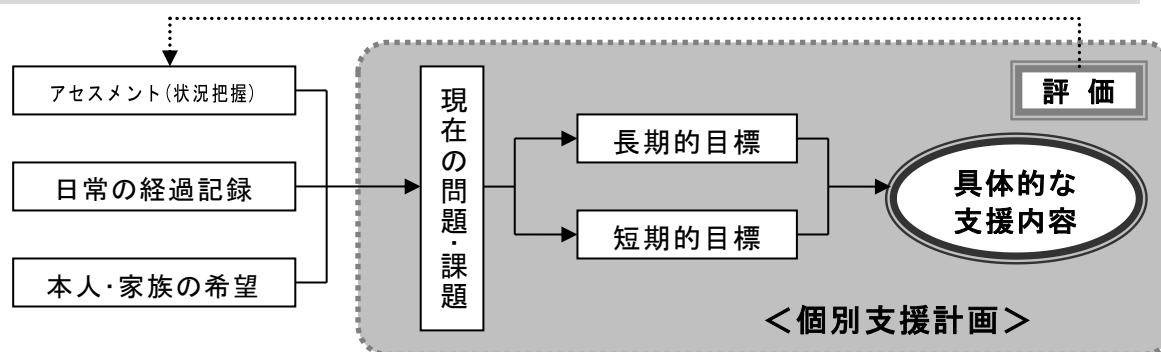 アセスメント(状況把握)
日常の経過記録
本人･家族の希望
現在の問題･課題
長期的目標
短期的目標
評 価
具体的な
支援内容
＜個別支援計画＞